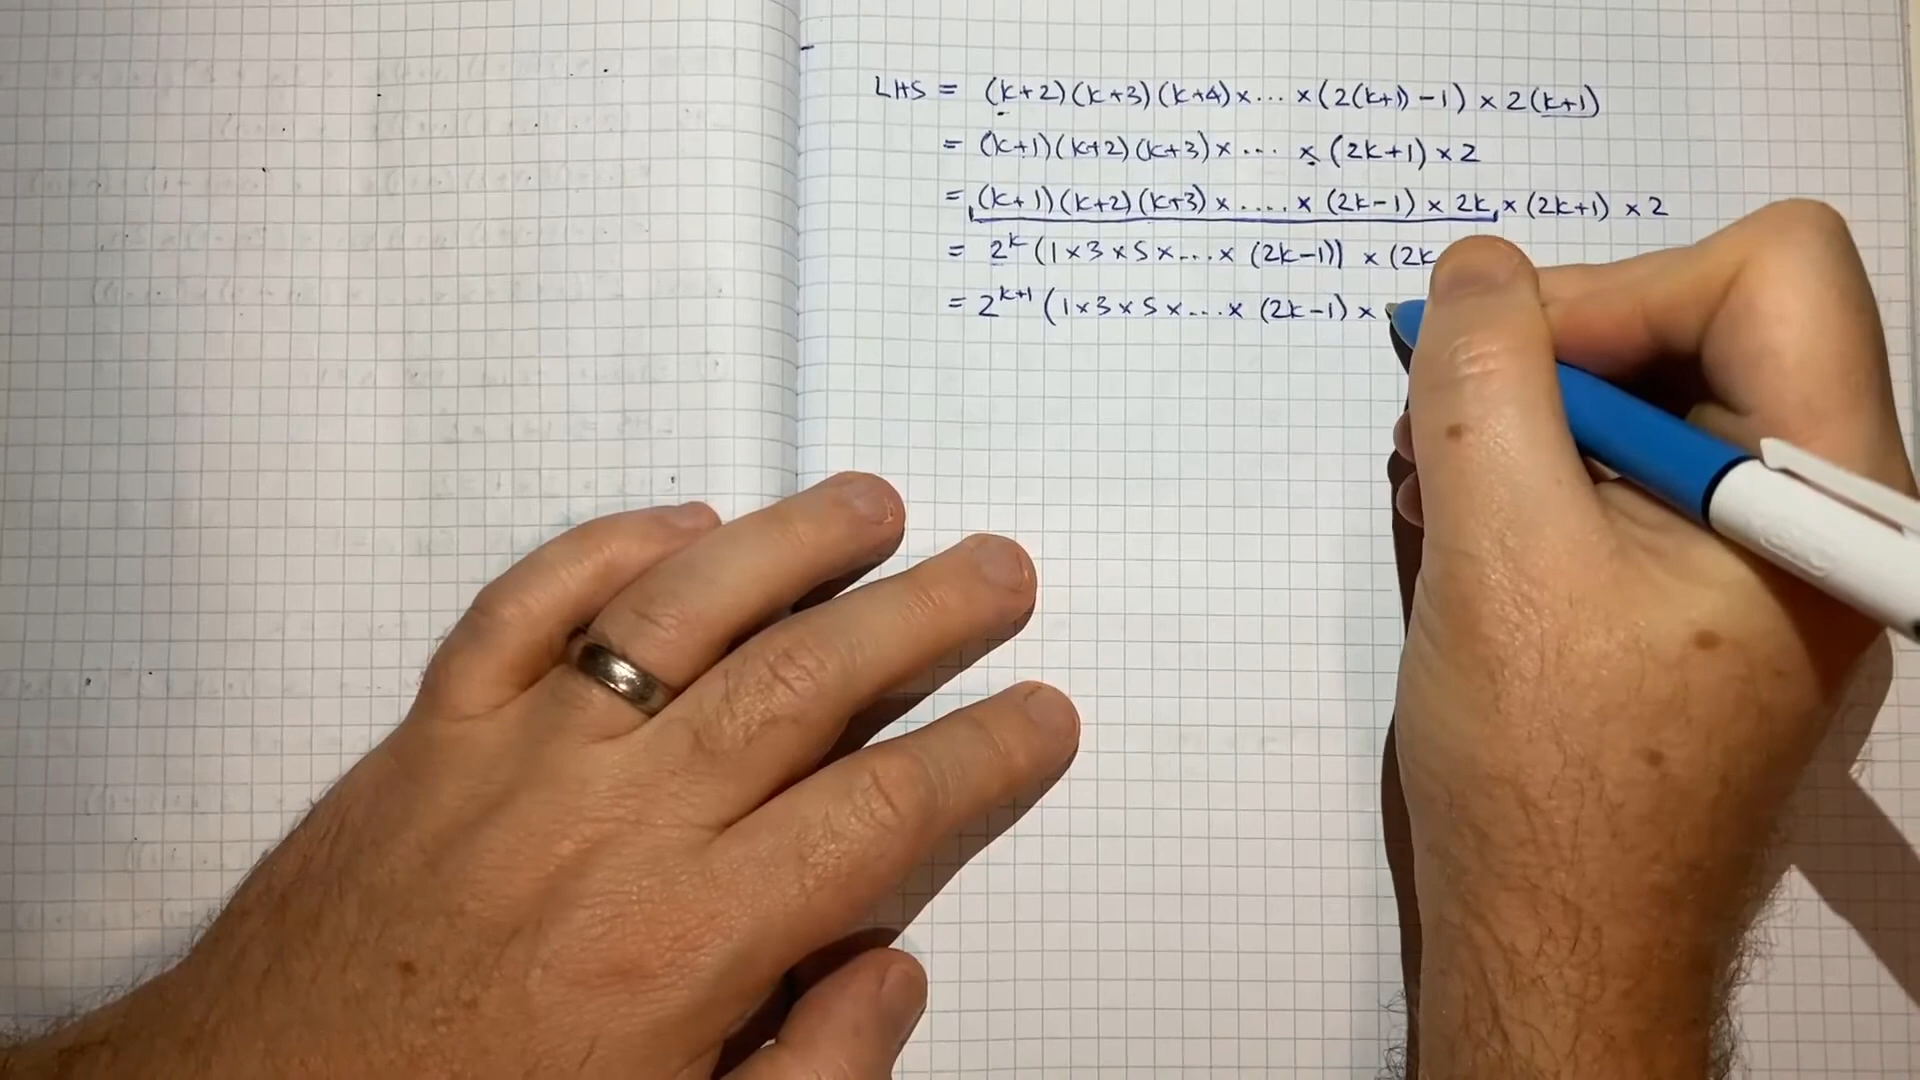 LHS = (k+2)(k+3)(k+4)×... ×(2(k+1)-1) × 2(k+1)
= (k+1)(k+2)(k+3)× ... × (2k+1) × 2
= (k+1)(k+2)(k+3)× .... × (2k-1) × 2k × (2k+1) × 2
= 2^k (1×3×5×...× (2k-1)) × (2k
= 2^(k+1) (1×3×5×...× (2k-1) ×